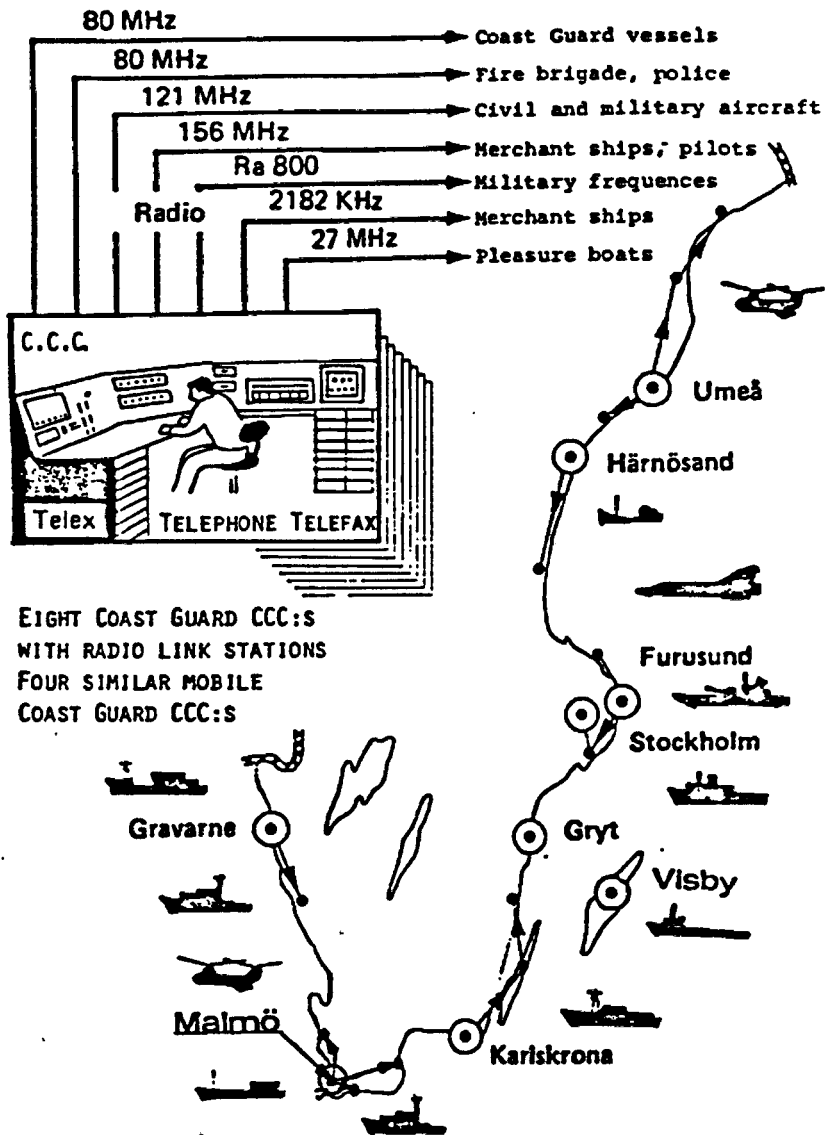 80 MHz
Coast Guard vessels
80 MHz
Fire brigade, police
121 MHz
Civil and military aircraft
156 MHz
Merchant ships, pilots
Ra 800
Military frequences
Radio
2182 KHz
Merchant ships
27 MHz
Pleasure boats
C.C.C.
Telex
TELEPHONE TELEFAX
EIGHT COAST GUARD CCC:S
WITH RADIO LINK STATIONS
FOUR SIMILAR MOBILE
COAST GUARD CCC:S
Umeå
Härnösand
Furusund
Stockholm
Gravarne
Gryt
Visby
Malmö
Karlskrona